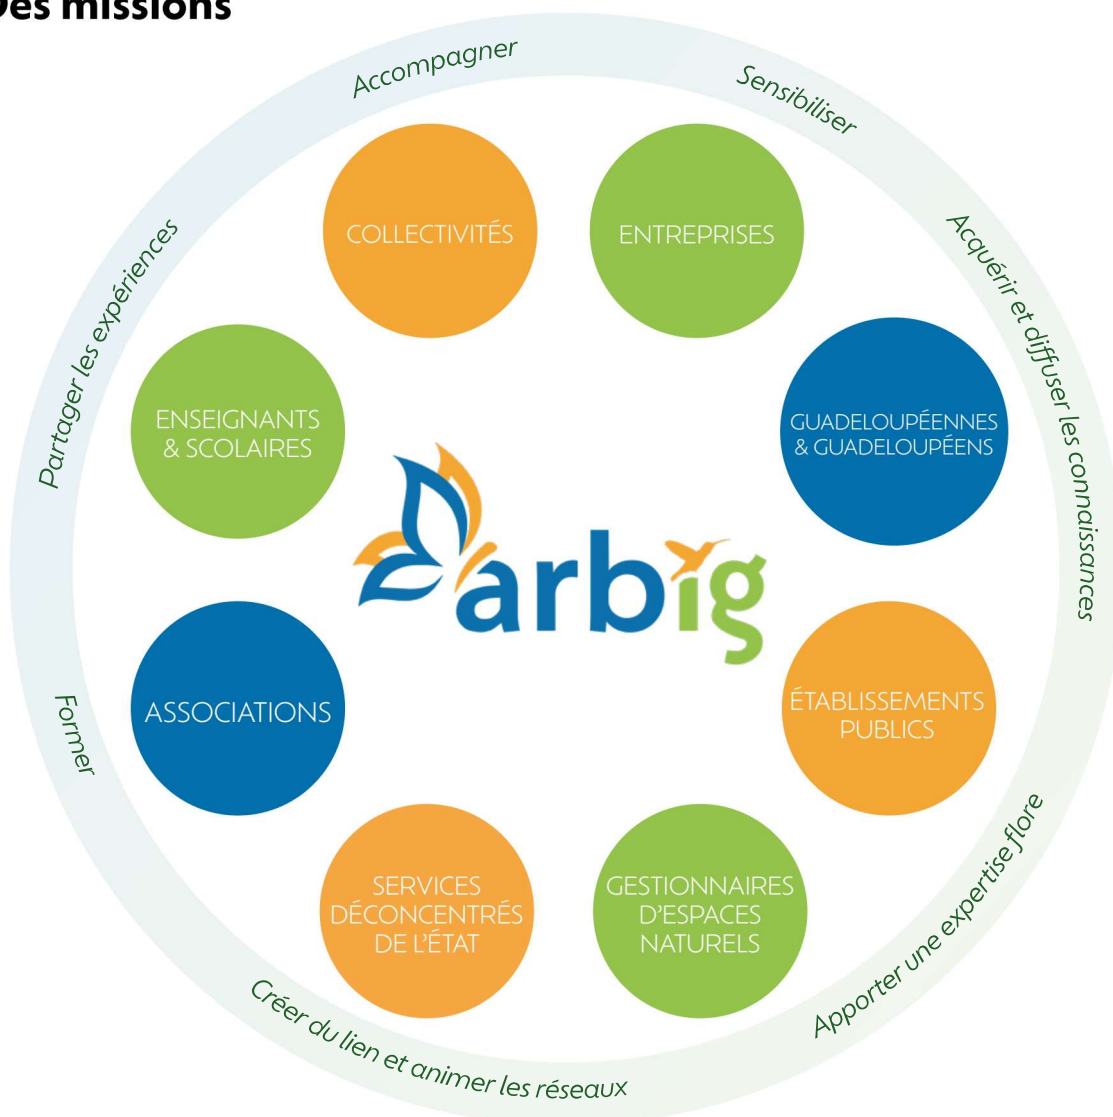 Des missions
Accompagner
Sensibiliser
Acquérir et diffuser les connaissances
Apporter une expertise flore
Créer du lien et animer les réseaux
Former
Partager les expériences
COLLECTIVITÉS
ENTREPRISES
ENSEIGNANTS
& SCOLAIRES
GUADELOUPÉENNES
& GUADELOUPÉENS
arbig
ASSOCIATIONS
ÉTABLISSEMENTS
PUBLICS
SERVICES
DÉCONCENTRÉS
DE L'ÉTAT
GESTIONNAIRES
D'ESPACES
NATURELS